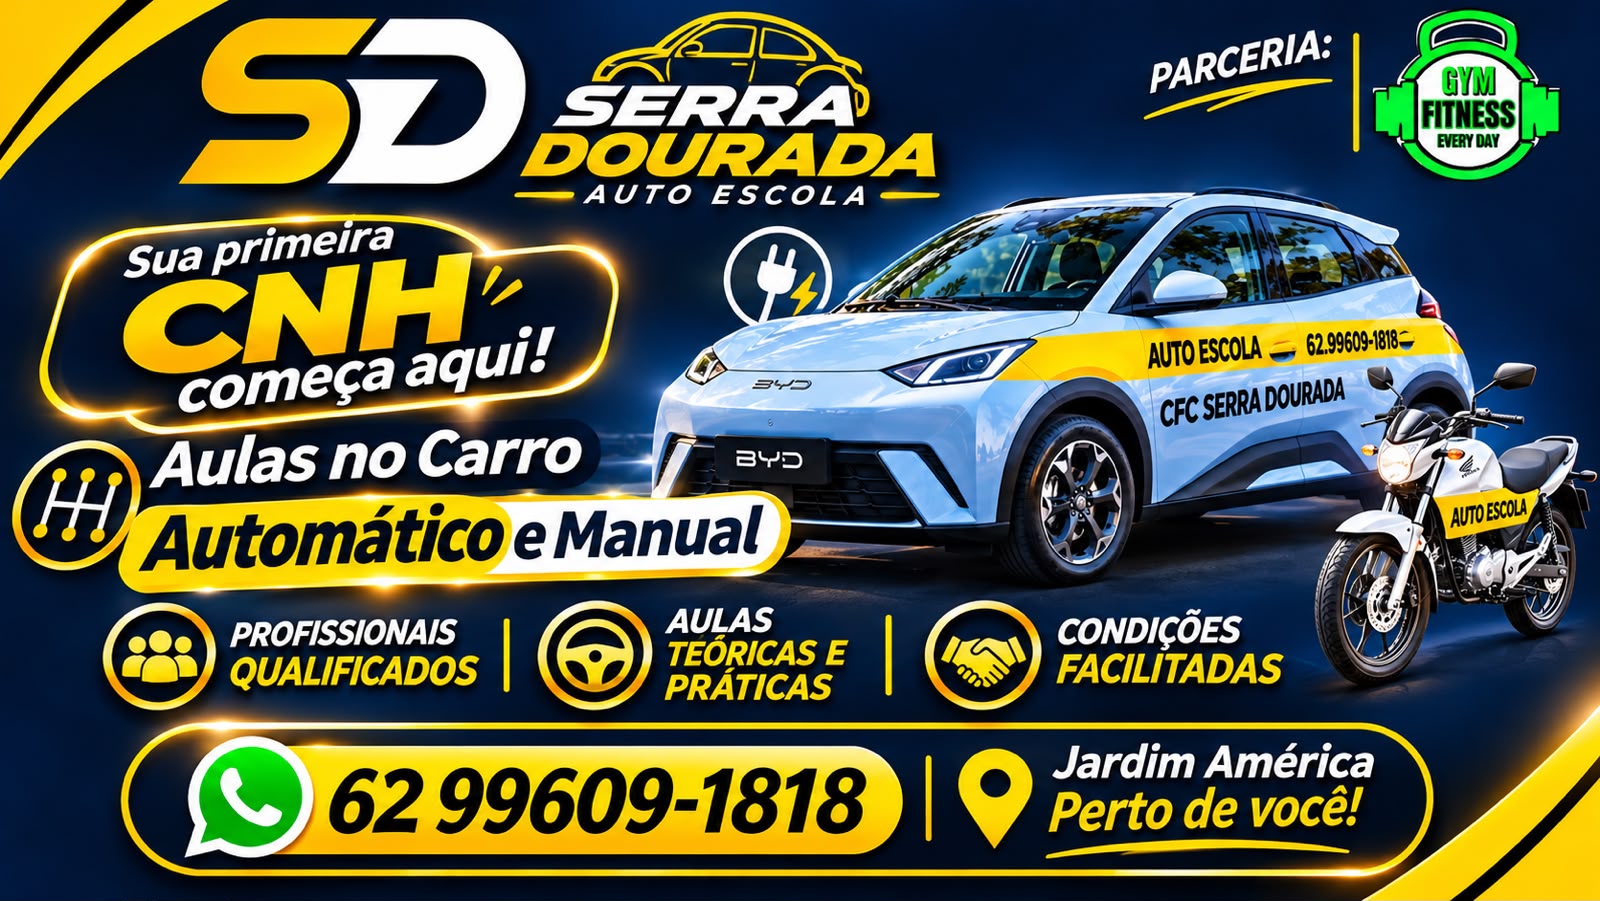 SD
SERRA
DOURADA
AUTO ESCOLA
PARCERIA:
GYM
FITNESS
EVERY DAY
Sua primeira
CNH
começa aqui!
Aulas no Carro
Automático e Manual
BYD
BYD
AUTO ESCOLA 62.99609-1818
CFC SERRA DOURADA
HONDA
AUTO ESCOLA
PROFISSIONAIS
QUALIFICADOS
AULAS
TEÓRICAS E
PRÁTICAS
CONDIÇÕES
FACILITADAS
62 99609-1818
Jardim América
Perto de você!